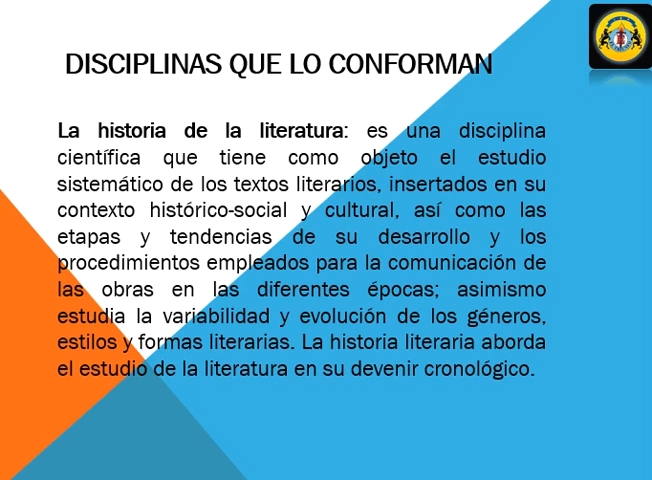 DISCIPLINAS QUE LO CONFORMAN
La historia de la literatura: es una disciplina
científica que tiene como objeto el estudio
sistemático de los textos literarios, insertados en su
contexto histórico-social y cultural, así como las
etapas y tendencias de su desarrollo y los
procedimientos empleados para la comunicación de
las obras en las diferentes épocas; asimismo
estudia la variabilidad y evolución de los géneros,
estilos y formas literarias. La historia literaria aborda
el estudio de la literatura en su devenir cronológico.